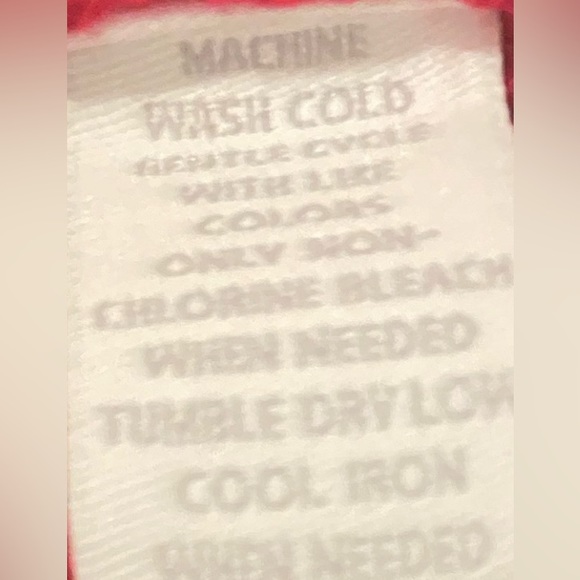 MACHINE
WASH COLD
GENTLE CYCLE
WITH LIKE
COLORS
ONLY NON-
CHLORINE BLEACH
WHEN NEEDED
TUMBLE DRY LOW
COOL IRON
WHEN NEEDED